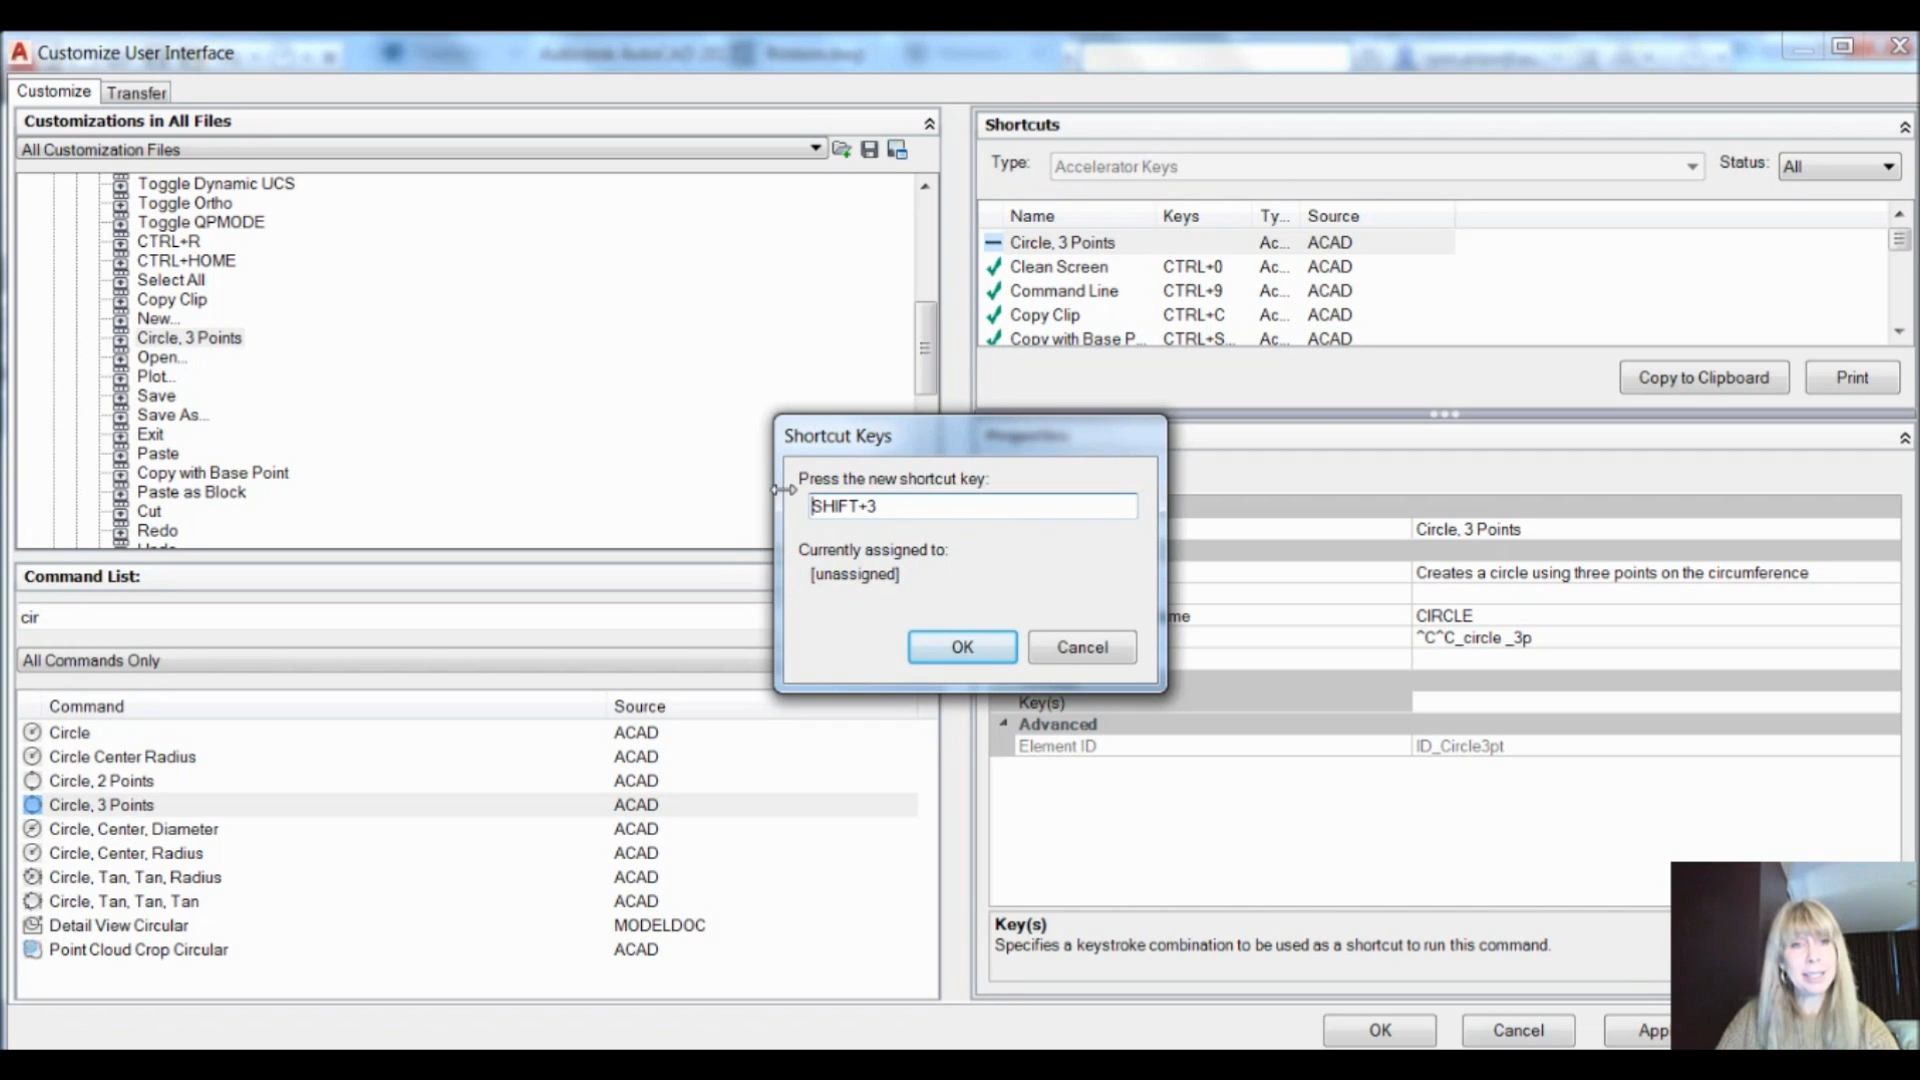 Customize User Interface
Customize
Transfer
Customizations in All Files
All Customization Files
Toggle Dynamic UCS
Toggle Ortho
Toggle QPMODE
CTRL+R
CTRL+HOME
Select All
Copy Clip
New...
Circle, 3 Points
Open...
Plot...
Save
Save As...
Exit
Paste
Copy with Base Point
Paste as Block
Cut
Redo
Command List:
cir
All Commands Only
Command Source
Circle ACAD
Circle Center Radius ACAD
Circle, 2 Points ACAD
Circle, 3 Points ACAD
Circle, Center, Diameter ACAD
Circle, Center, Radius ACAD
Circle, Tan, Tan, Radius ACAD
Circle, Tan, Tan, Tan ACAD
Detail View Circular MODELDOC
Point Cloud Crop Circular ACAD
Shortcuts
Type: Accelerator Keys Status: All
Name Keys Ty... Source
Circle, 3 Points Ac... ACAD
Clean Screen CTRL+0 Ac... ACAD
Command Line CTRL+9 Ac... ACAD
Copy Clip CTRL+C Ac... ACAD
Copy with Base P... CTRL+S... Ac... ACAD
Copy to Clipboard
Print
Shortcut Keys
Press the new shortcut key:
SHIFT+3
Currently assigned to:
[unassigned]
OK
Cancel
Properties
Circle, 3 Points
Creates a circle using three points on the circumference
me CIRCLE
^C^C_circle _3p
Key(s)
Advanced
Element ID ID_Circle3pt
Key(s)
Specifies a keystroke combination to be used as a shortcut to run this command.
OK
Cancel
App